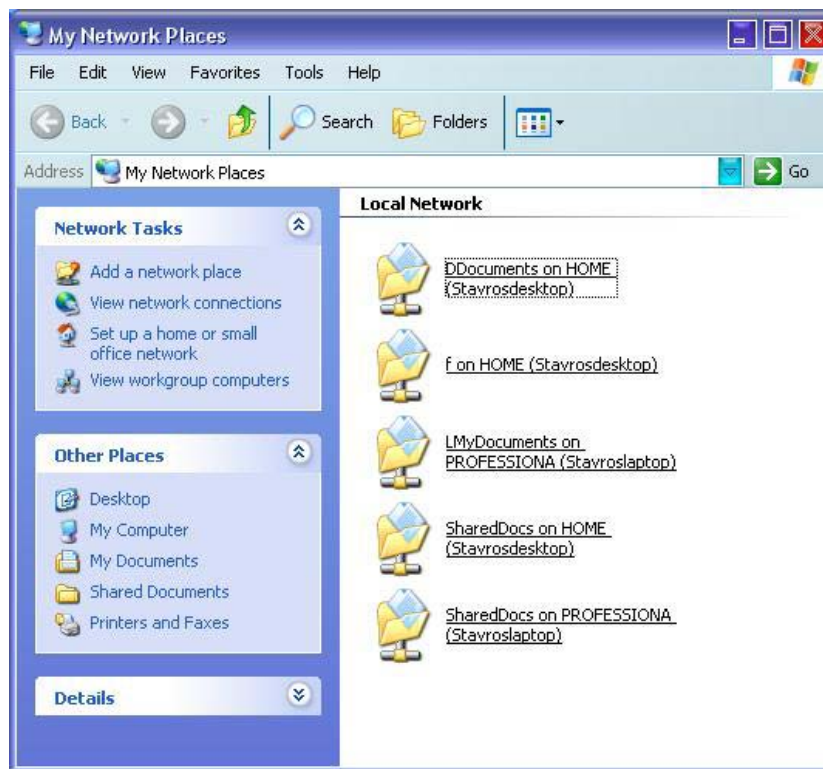 My Network Places
File Edit View Favorites Tools Help
Back Search Folders
Address My Network Places Go
Network Tasks
Add a network place
View network connections
Set up a home or small
office network
View workgroup computers
Other Places
Desktop
My Computer
My Documents
Shared Documents
Printers and Faxes
Details
Local Network
DDocuments on HOME
(Stavrosdesktop)
f on HOME (Stavrosdesktop)
LMyDocuments on
PROFESSIONA (Stavroslaptop)
SharedDocs on HOME
(Stavrosdesktop)
SharedDocs on PROFESSIONA
(Stavroslaptop)